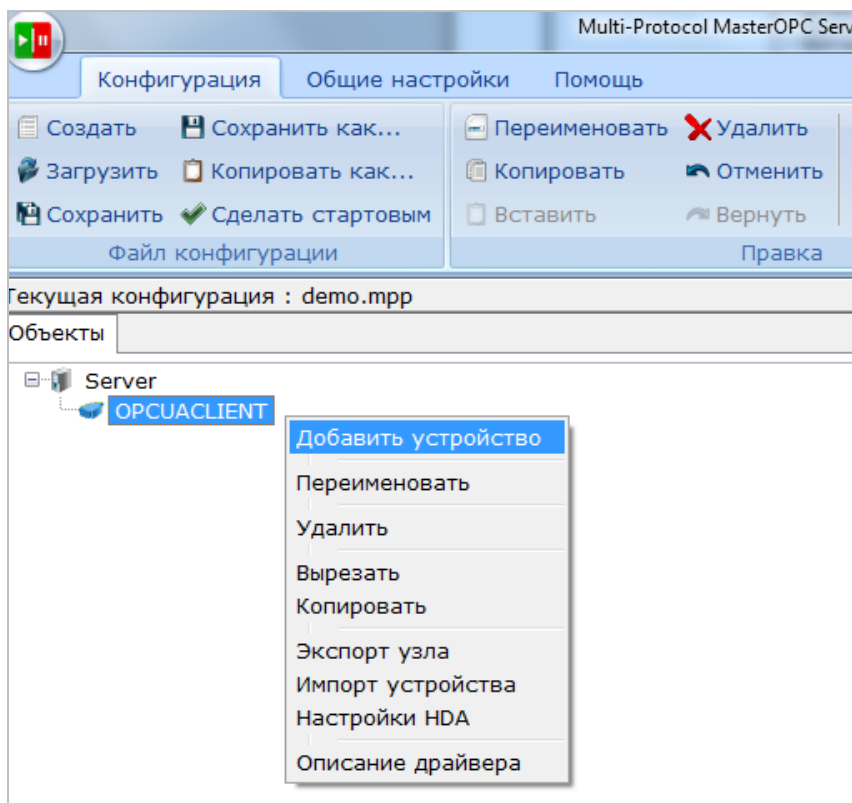 Multi-Protocol MasterOPC Serv
Конфигурация Общие настройки Помощь
Создать Сохранить как... Переименовать Удалить
Загрузить Копировать как... Копировать Отменить
Сохранить Сделать стартовым Вставить Вернуть
Файл конфигурации Правка
Текущая конфигурация : demo.mpp
Объекты
Server
OPCUACLIENT
Добавить устройство
Переименовать
Удалить
Вырезать
Копировать
Экспорт узла
Импорт устройства
Настройки HDA
Описание драйвера